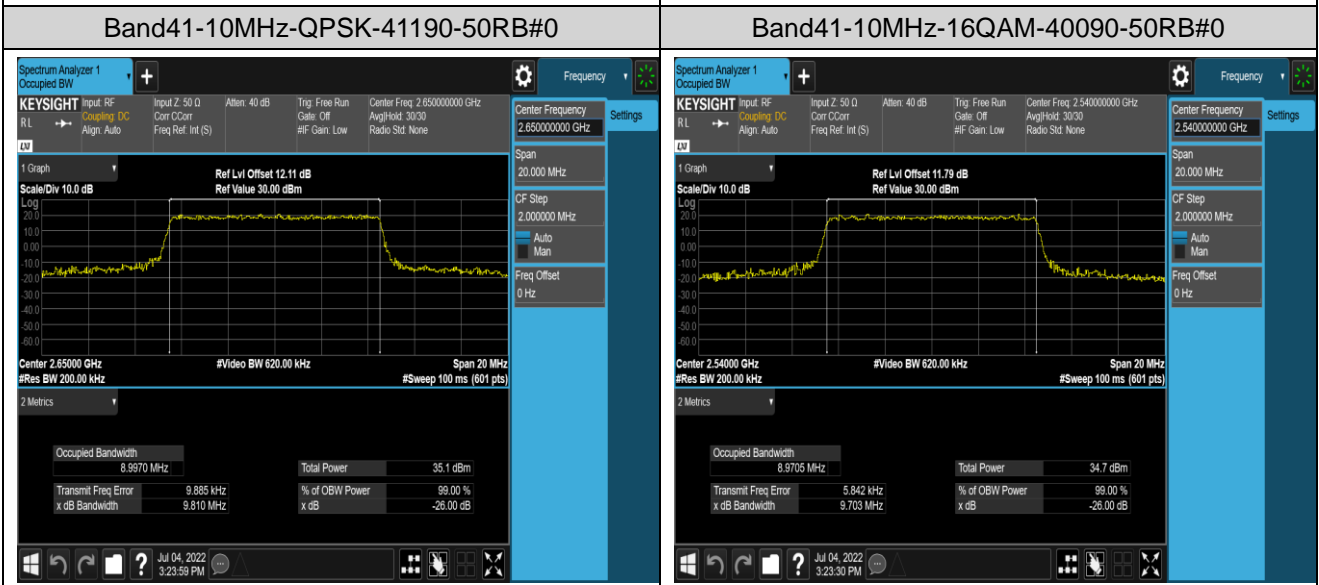 Band41-10MHz-QPSK-41190-50RB#0
Spectrum Analyzer 1
Occupied BW
+
Frequency
KEYSIGHT
RL
LXI
Input: RF
Coupling: DC
Align: Auto
Input Z: 50 Ω
Corr CCorr
Freq Ref: Int (S)
Atten: 40 dB
Trig: Free Run
Gate: Off
#IF Gain: Low
Center Freq: 2.650000000 GHz
Avg|Hold: 30/30
Radio Std: None
Center Frequency
2.650000000 GHz
Settings
Span
20.000 MHz
CF Step
2.000000 MHz
Auto
Man
Freq Offset
0 Hz
1 Graph
Scale/Div 10.0 dB
Ref Lvl Offset 12.11 dB
Ref Value 30.00 dBm
Log
20.0
10.0
0.00
-10.0
-20.0
-30.0
-40.0
-50.0
-60.0
Center 2.65000 GHz
#Video BW 620.00 kHz
Span 20 MHz
#Res BW 200.00 kHz
#Sweep 100 ms (601 pts)
2 Metrics
Occupied Bandwidth
8.9970 MHz
Total Power 35.1 dBm
Transmit Freq Error 9.885 kHz
% of OBW Power 99.00 %
x dB Bandwidth 9.810 MHz
x dB -26.00 dB
?
Jul 04, 2022
3:23:59 PM
Band41-10MHz-16QAM-40090-50RB#0
Spectrum Analyzer 1
Occupied BW
+
Frequency
KEYSIGHT
RL
LXI
Input: RF
Coupling: DC
Align: Auto
Input Z: 50 Ω
Corr CCorr
Freq Ref: Int (S)
Atten: 40 dB
Trig: Free Run
Gate: Off
#IF Gain: Low
Center Freq: 2.540000000 GHz
Avg|Hold: 30/30
Radio Std: None
Center Frequency
2.540000000 GHz
Settings
Span
20.000 MHz
CF Step
2.000000 MHz
Auto
Man
Freq Offset
0 Hz
1 Graph
Scale/Div 10.0 dB
Ref Lvl Offset 11.79 dB
Ref Value 30.00 dBm
Log
20.0
10.0
0.00
-10.0
-20.0
-30.0
-40.0
-50.0
-60.0
Center 2.54000 GHz
#Video BW 620.00 kHz
Span 20 MHz
#Res BW 200.00 kHz
#Sweep 100 ms (601 pts)
2 Metrics
Occupied Bandwidth
8.9705 MHz
Total Power 34.7 dBm
Transmit Freq Error 5.842 kHz
% of OBW Power 99.00 %
x dB Bandwidth 9.703 MHz
x dB -26.00 dB
?
Jul 04, 2022
3:23:30 PM